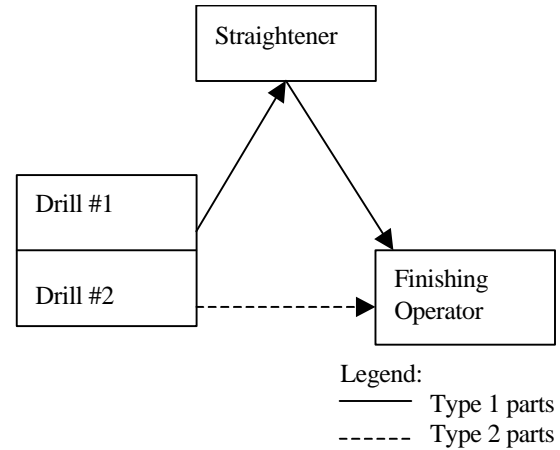 Straightener
Drill #1
Drill #2
Finishing
Operator
Legend:
Type 1 parts
Type 2 parts